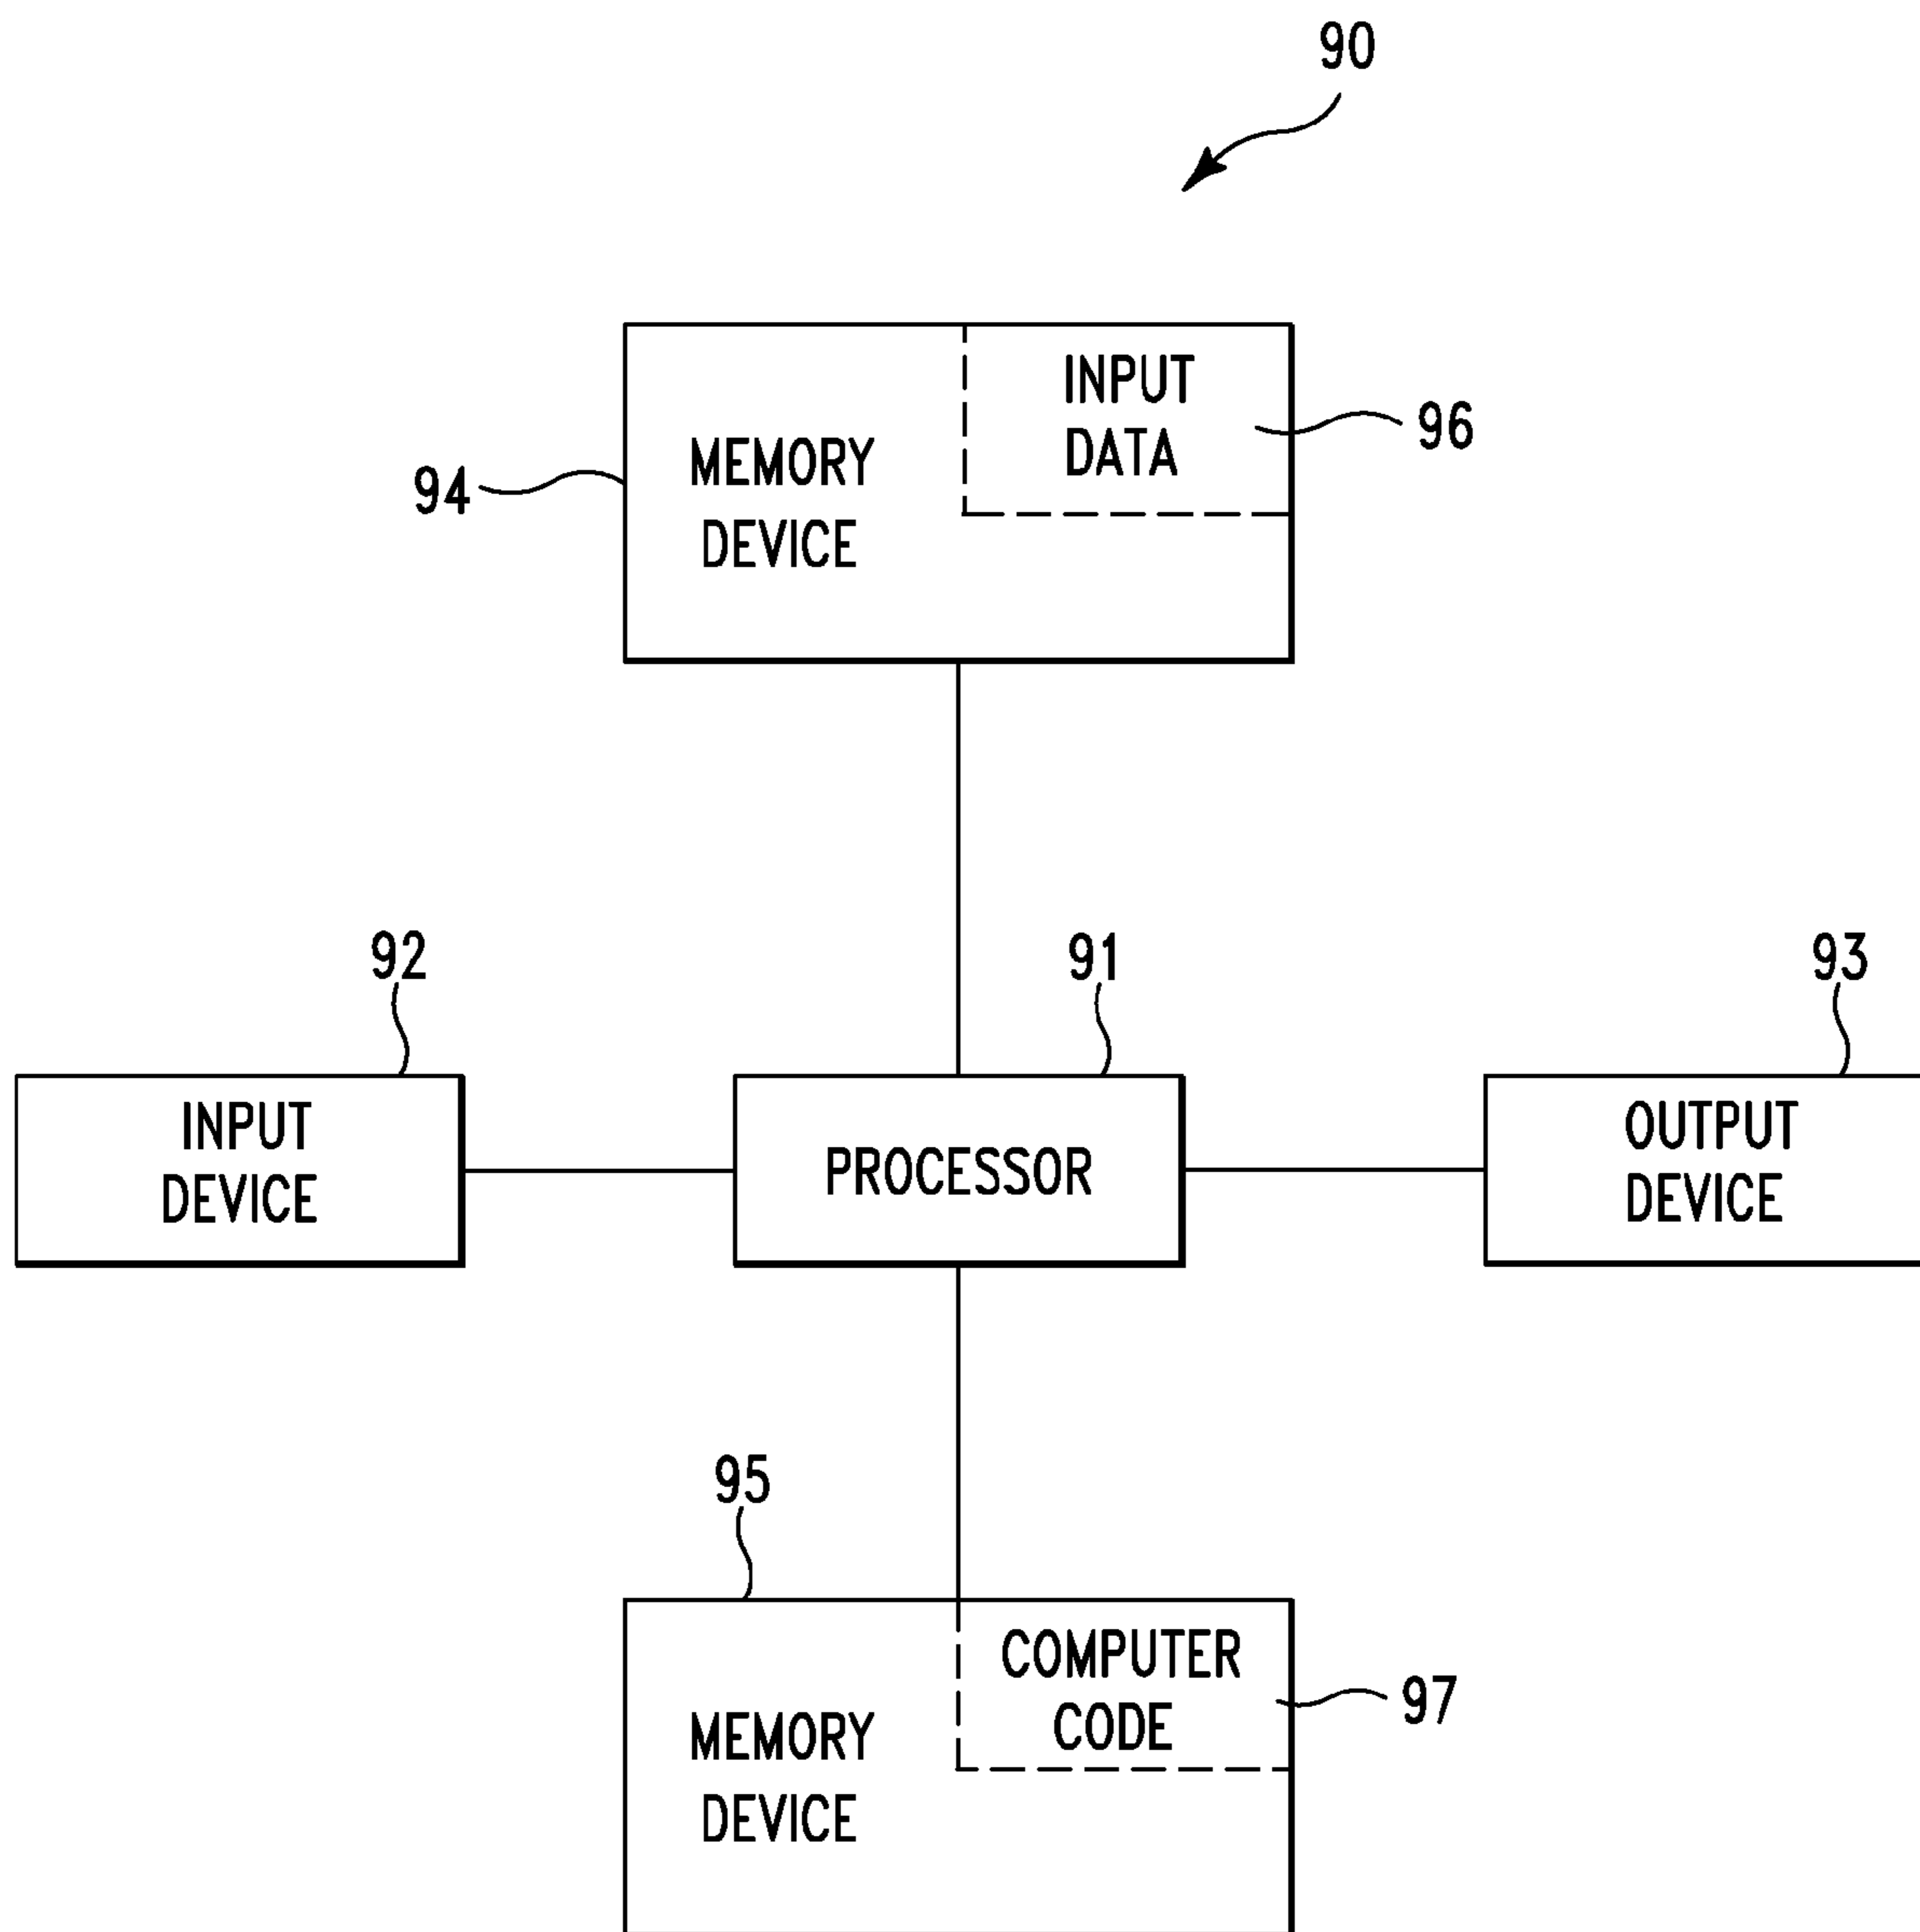 90
INPUT
DATA
96
MEMORY
DEVICE
94
92
91
93
INPUT
DEVICE
PROCESSOR
OUTPUT
DEVICE
95
COMPUTER
CODE
97
MEMORY
DEVICE